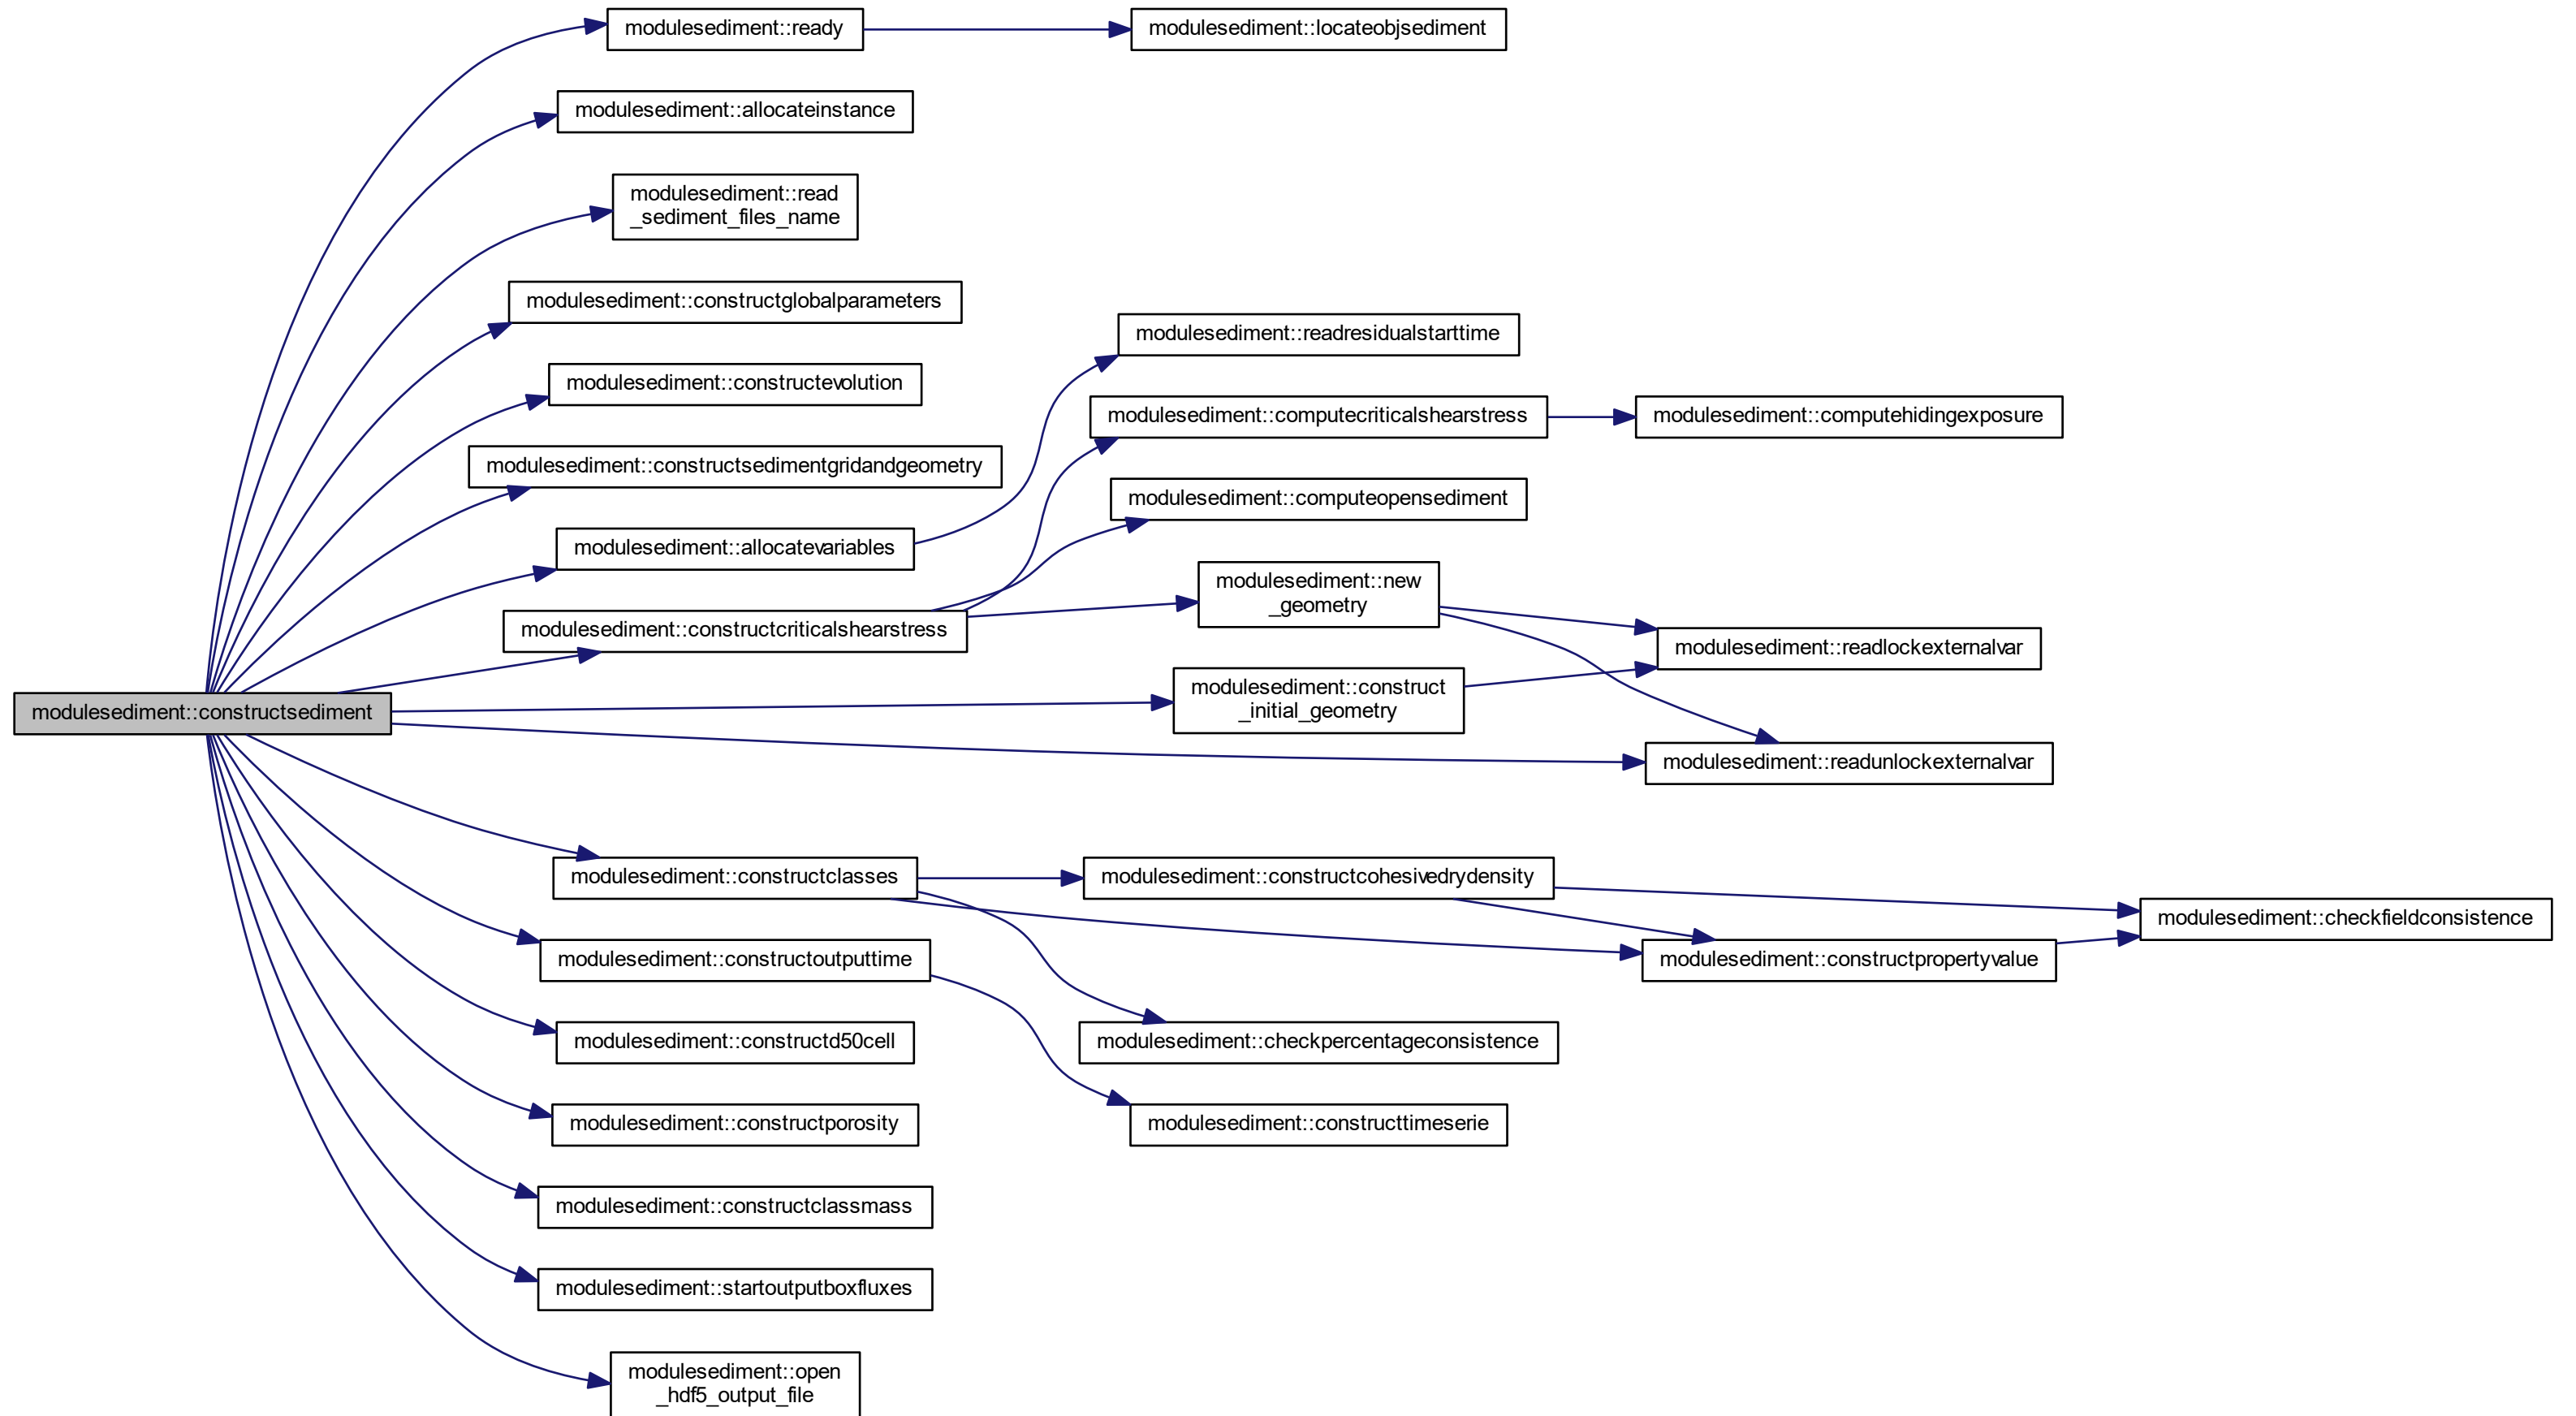 modulesediment::ready
modulesediment::locateobjsediment
modulesediment::allocateinstance
modulesediment::read
_sediment_files_name
modulesediment::constructglobalparameters
modulesediment::readresidualstarttime
modulesediment::constructevolution
modulesediment::computecriticalshearstress
modulesediment::computehidingexposure
modulesediment::constructsedimentgridandgeometry
modulesediment::computeopensediment
modulesediment::allocatevariables
modulesediment::new
_geometry
modulesediment::constructcriticalshearstress
modulesediment::readlockexternalvar
modulesediment::construct
_initial_geometry
modulesediment::constructsediment
modulesediment::readunlockexternalvar
modulesediment::constructclasses
modulesediment::constructcohesivedrydensity
modulesediment::checkfieldconsistence
modulesediment::constructoutputtime
modulesediment::constructpropertyvalue
modulesediment::constructd50cell
modulesediment::checkpercentageconsistence
modulesediment::constructporosity
modulesediment::constructtimeserie
modulesediment::constructclassmass
modulesediment::startoutputboxfluxes
modulesediment::open
_hdf5_output_file